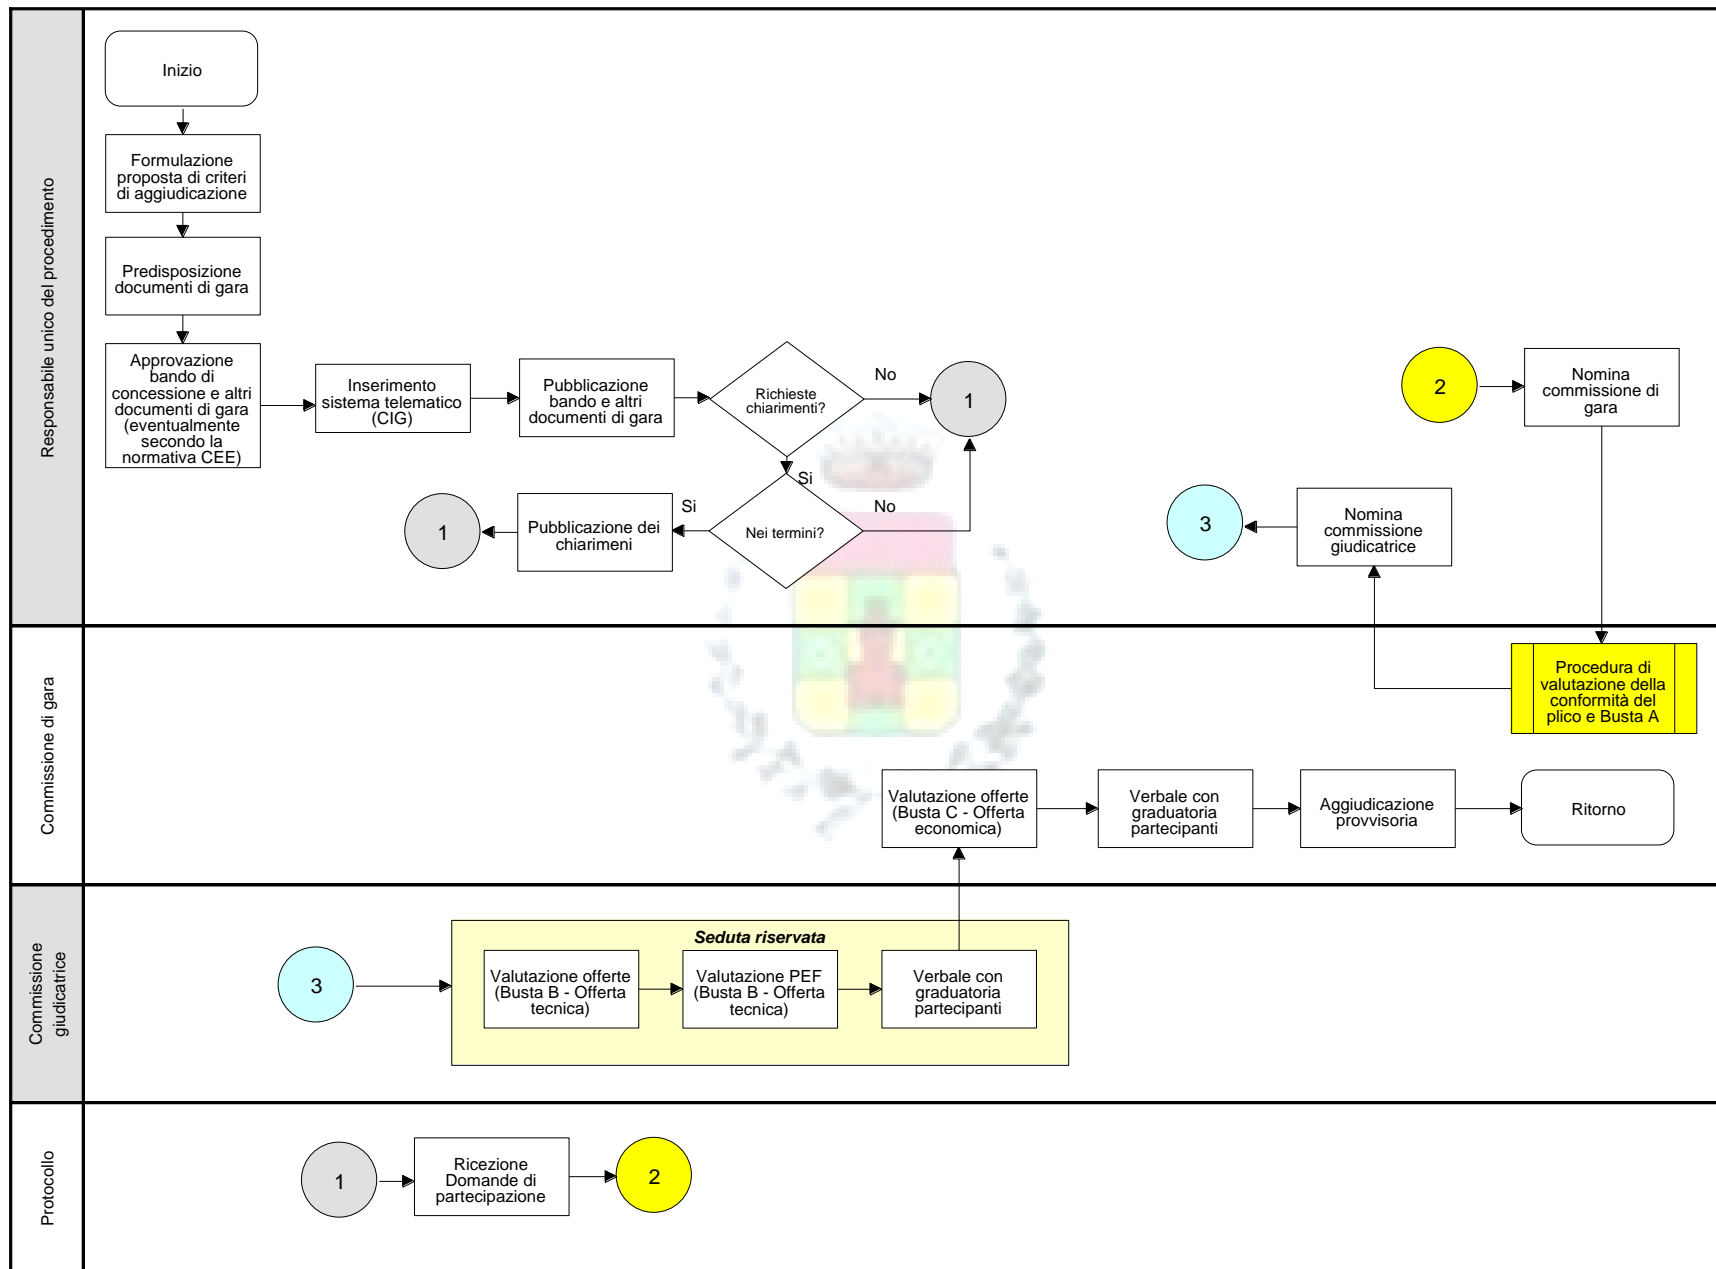 Responsabile unico del procedimento
Inizio
Formulazione
proposta di criteri
di aggiudicazione
Predisposizione
documenti di gara
Approvazione
bando di
concessione e altri
documenti di gara
(eventualmente
secondo la
normativa CEE)
Inserimento
sistema telematico
(CIG)
Pubblicazione
bando e altri
documenti di gara
Richieste
chiarimenti?
No
1
Si
Nei termini?
No
Si
Pubblicazione dei
chiarimeni
1
2
Nomina
commissione di
gara
Nomina
commissione
giudicatrice
3
Commissione di gara
Procedura di
valutazione della
conformità del
plico e Busta A
Valutazione offerte
(Busta C - Offerta
economica)
Verbale con
graduatoria
partecipanti
Aggiudicazione
provvisoria
Ritorno
Commissione
giudicatrice
3
Seduta riservata
Valutazione offerte
(Busta B - Offerta
tecnica)
Valutazione PEF
(Busta B - Offerta
tecnica)
Verbale con
graduatoria
partecipanti
Protocollo
1
Ricezione
Domande di
partecipazione
2